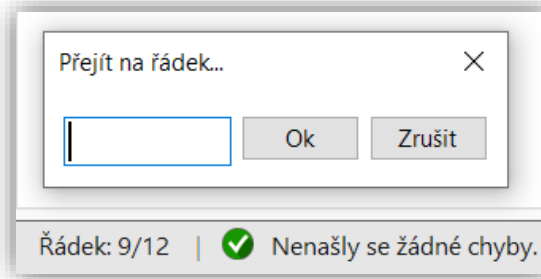 Přejít na řádek...
Ok Zrušit
Řádek: 9/12 | Nenašly se žádné chyby.